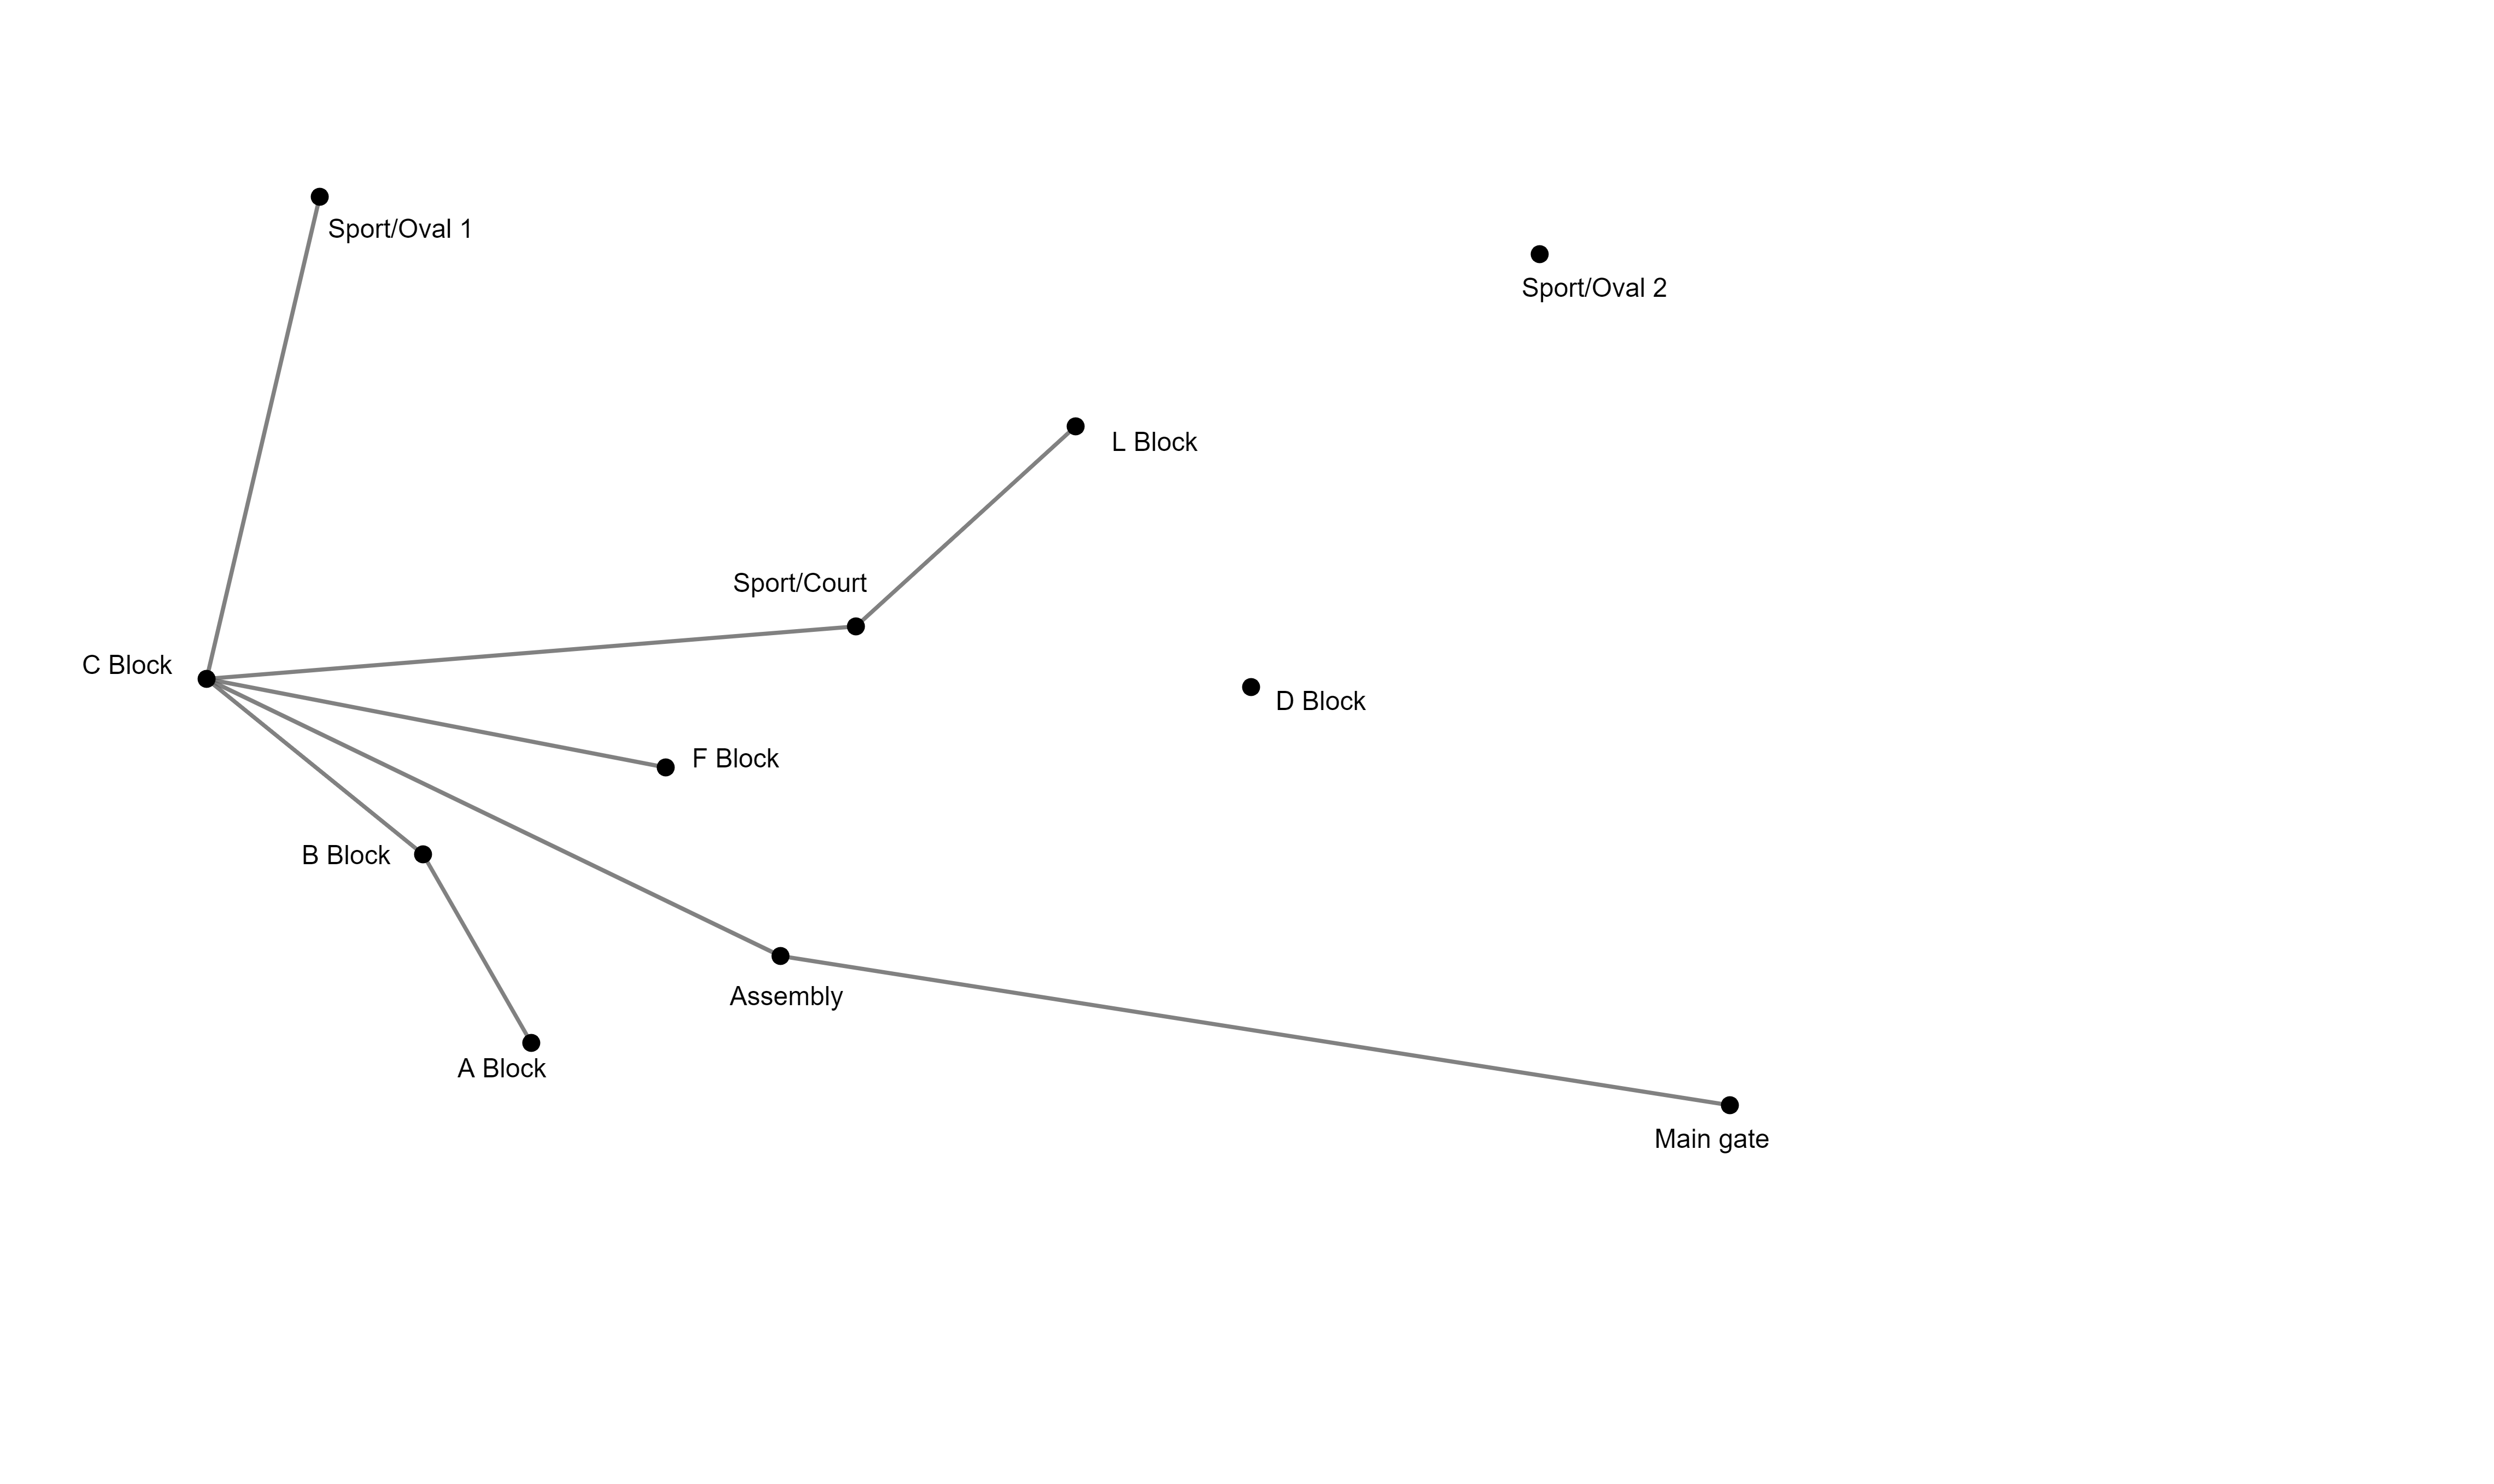 Sport/Oval 1
Sport/Oval 2
L Block
Sport/Court
C Block
D Block
F Block
B Block
Assembly
A Block
Main gate